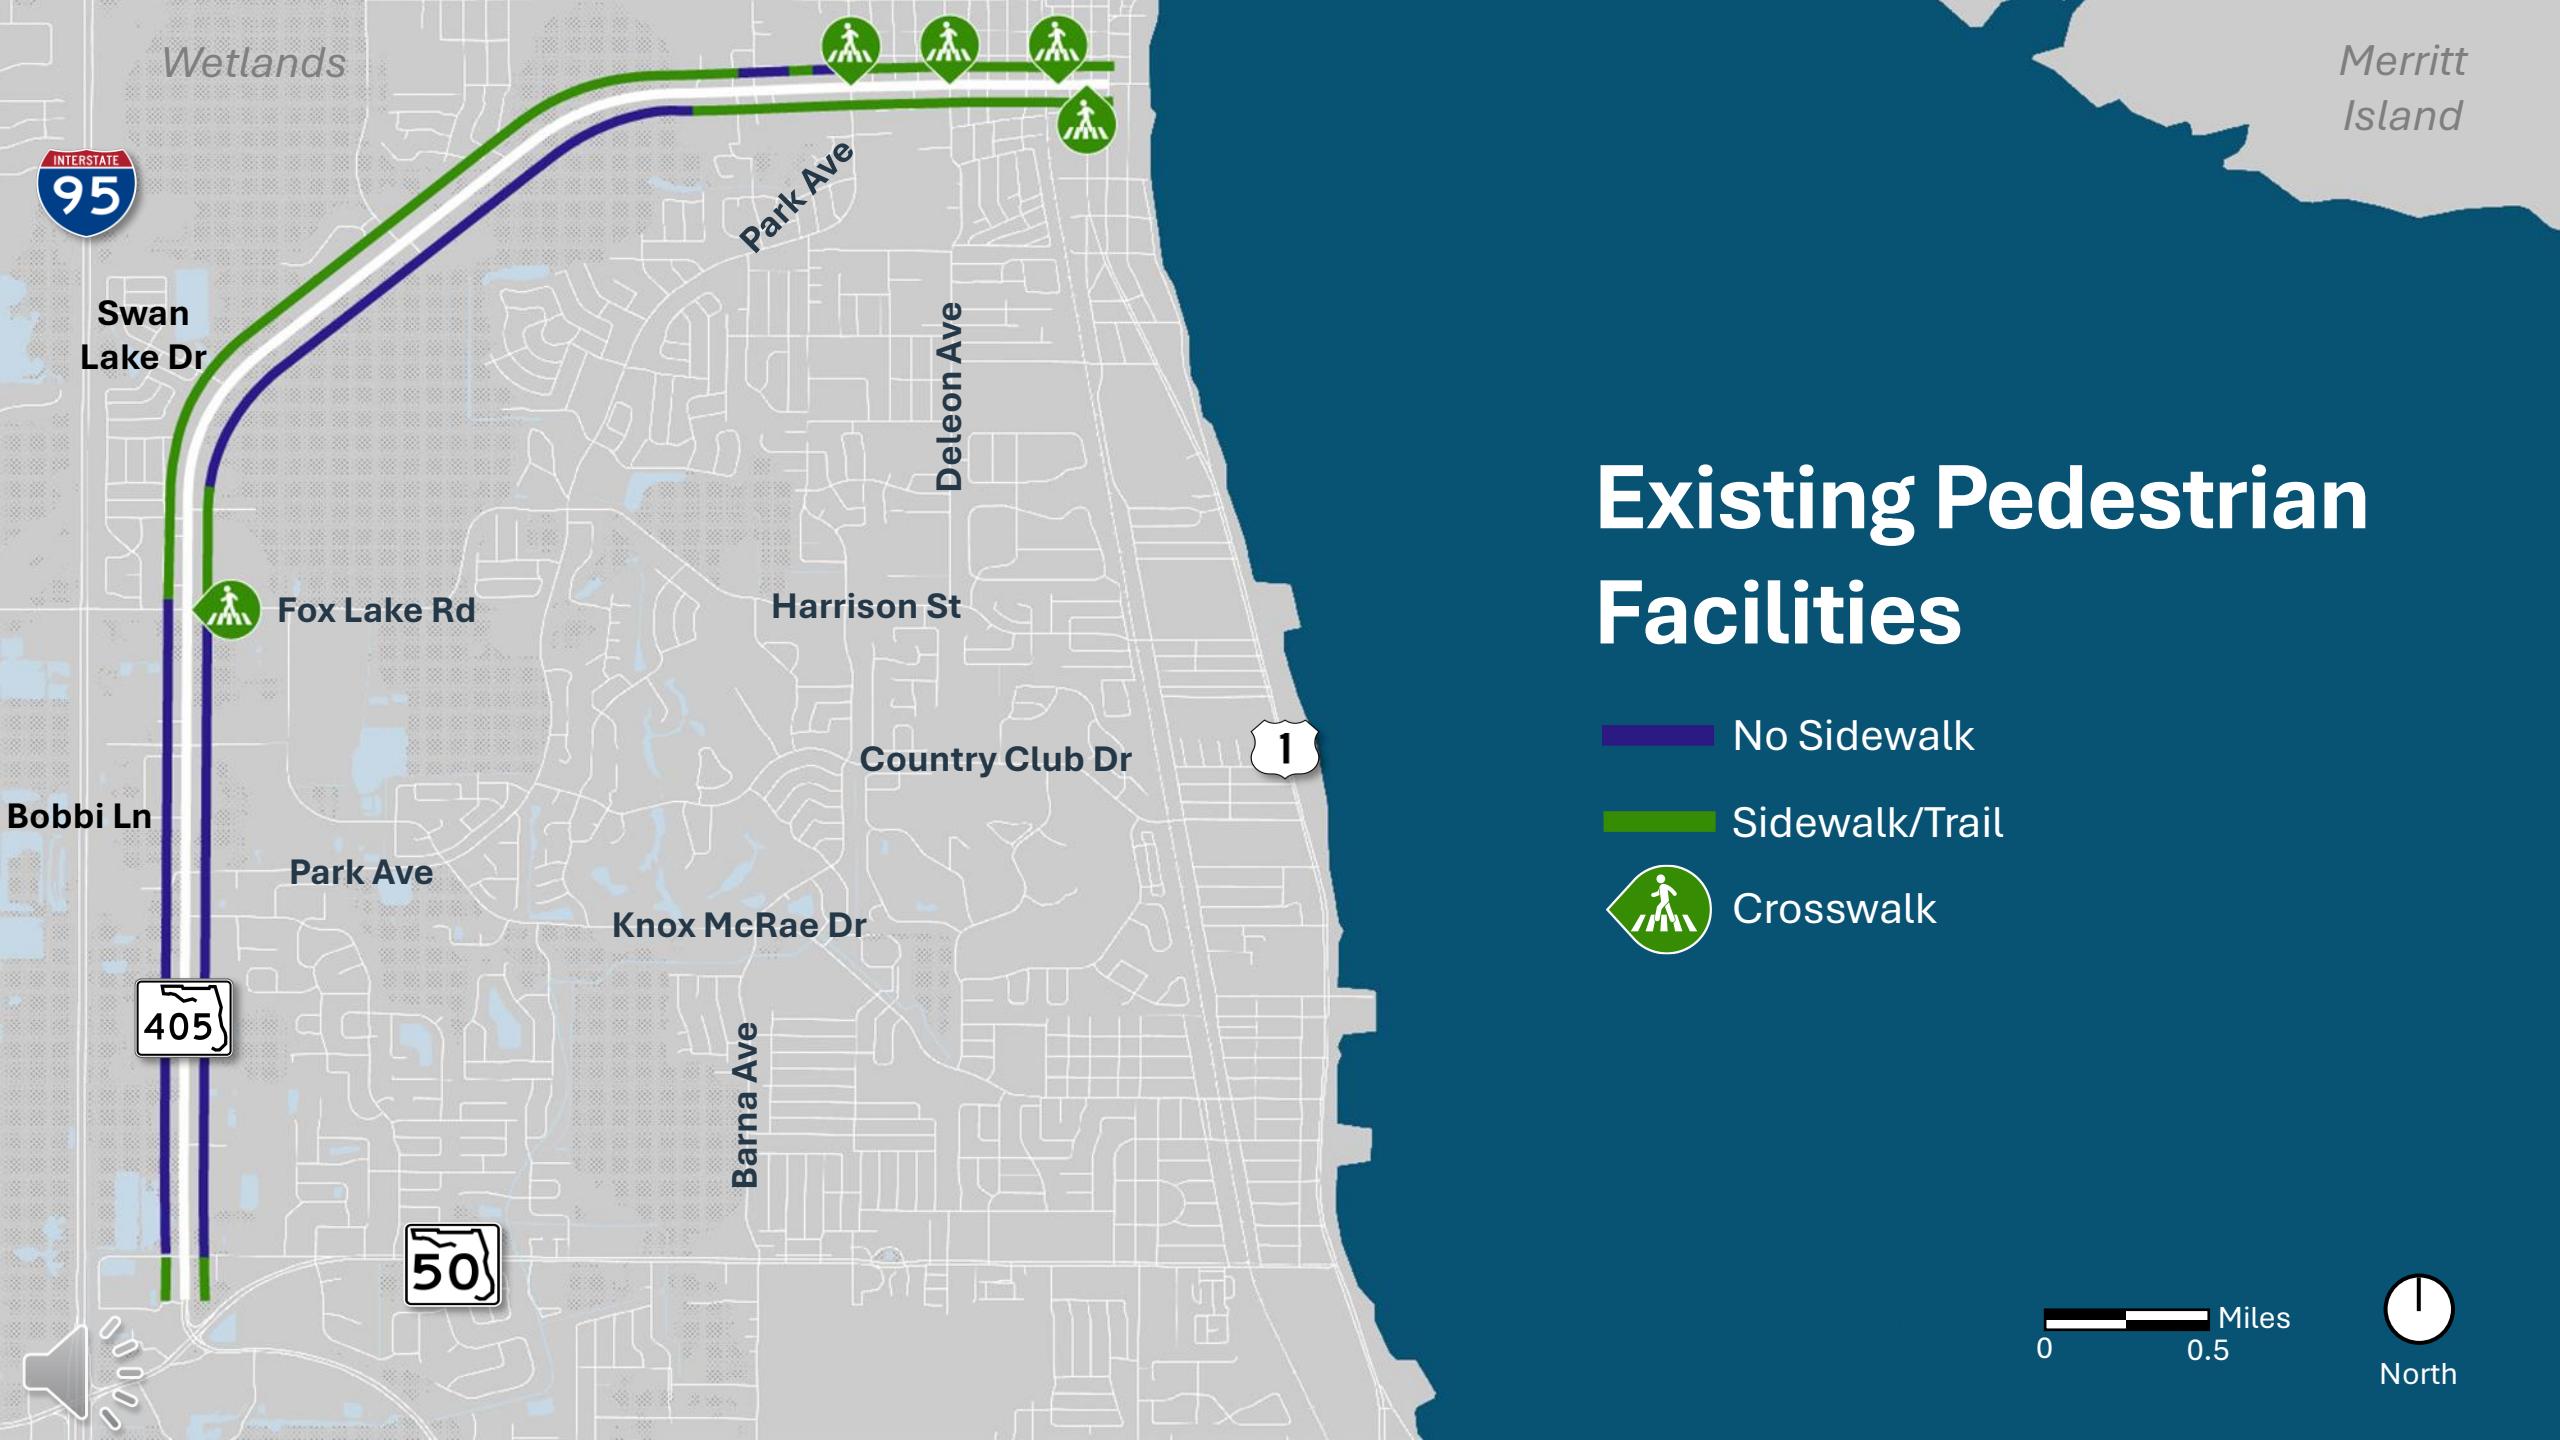 Wetlands
Merritt
Island
INTERSTATE
95
Park Ave
Swan
Lake Dr
Deleon Ave
Existing Pedestrian
Facilities
Fox Lake Rd
Harrison St
No Sidewalk
1
Country Club Dr
Sidewalk/Trail
Bobbi Ln
Park Ave
Crosswalk
Knox McRae Dr
405
Barna Ave
50
Miles
0
0.5
North